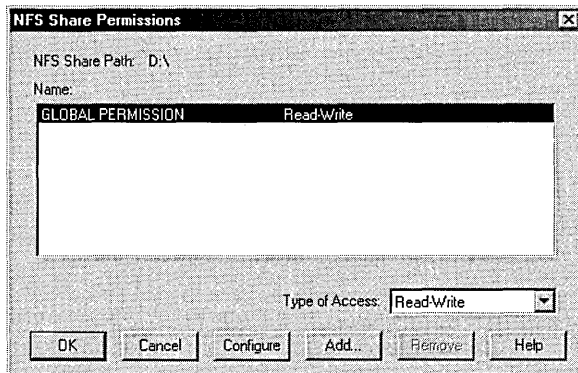 NFS Share Permissions
NFS Share Path: D:\
Name:
GLOBAL PERMISSION Read-Write
Type of Access: Read-Write
OK Cancel Configure Add... Remove Help